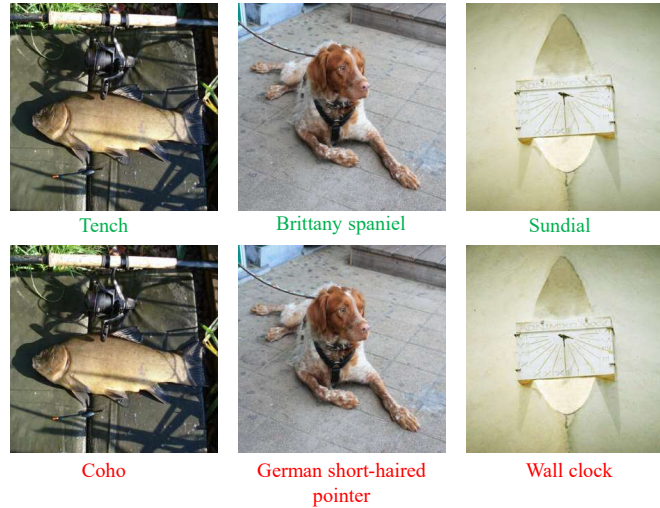 Tench
Brittany spaniel
Sundial
Coho
German short-haired
pointer
Wall clock